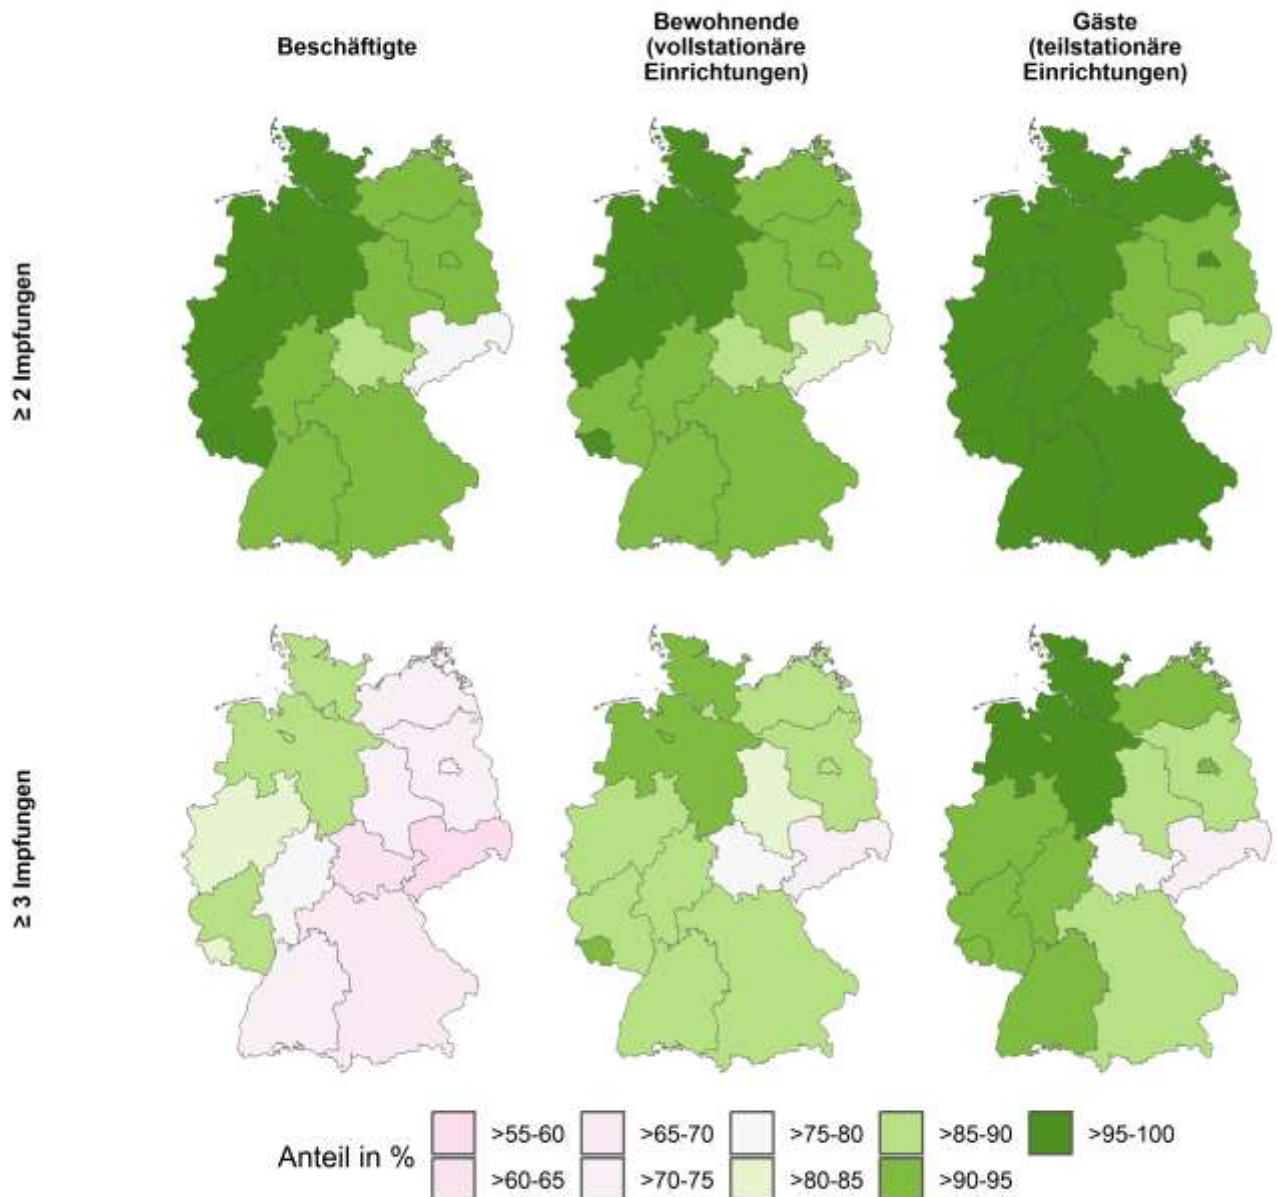 Beschäftigte
Bewohnende
(vollstationäre
Einrichtungen)
Gäste
(teilstationäre
Einrichtungen)
≥ 2 Impfungen
≥ 3 Impfungen
Anteil in %
>55-60
>65-70
>75-80
>85-90
>95-100
>60-65
>70-75
>80-85
>90-95